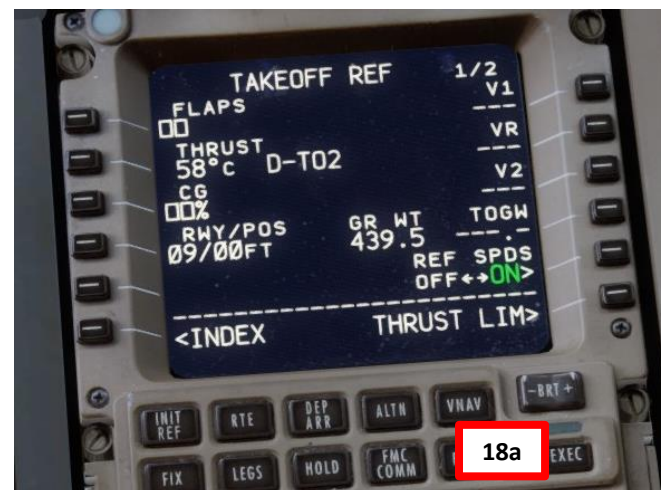 TAKEOFF REF 1/2
FLAPS V1
□□ ---
THRUST VR
58°c D-TO2 ---
CG V2
□□% ---
RWY/POS GR WT TOGW
09/00FT 439.5 ---.-
REF SPDS
OFF↔ON>
--------------------------------
<INDEX THRUST LIM>
-BRT+
INIT REF RTE DEP ARR ALTN VNAV
FIX LEGS HOLD FMC COMM 18a EXEC